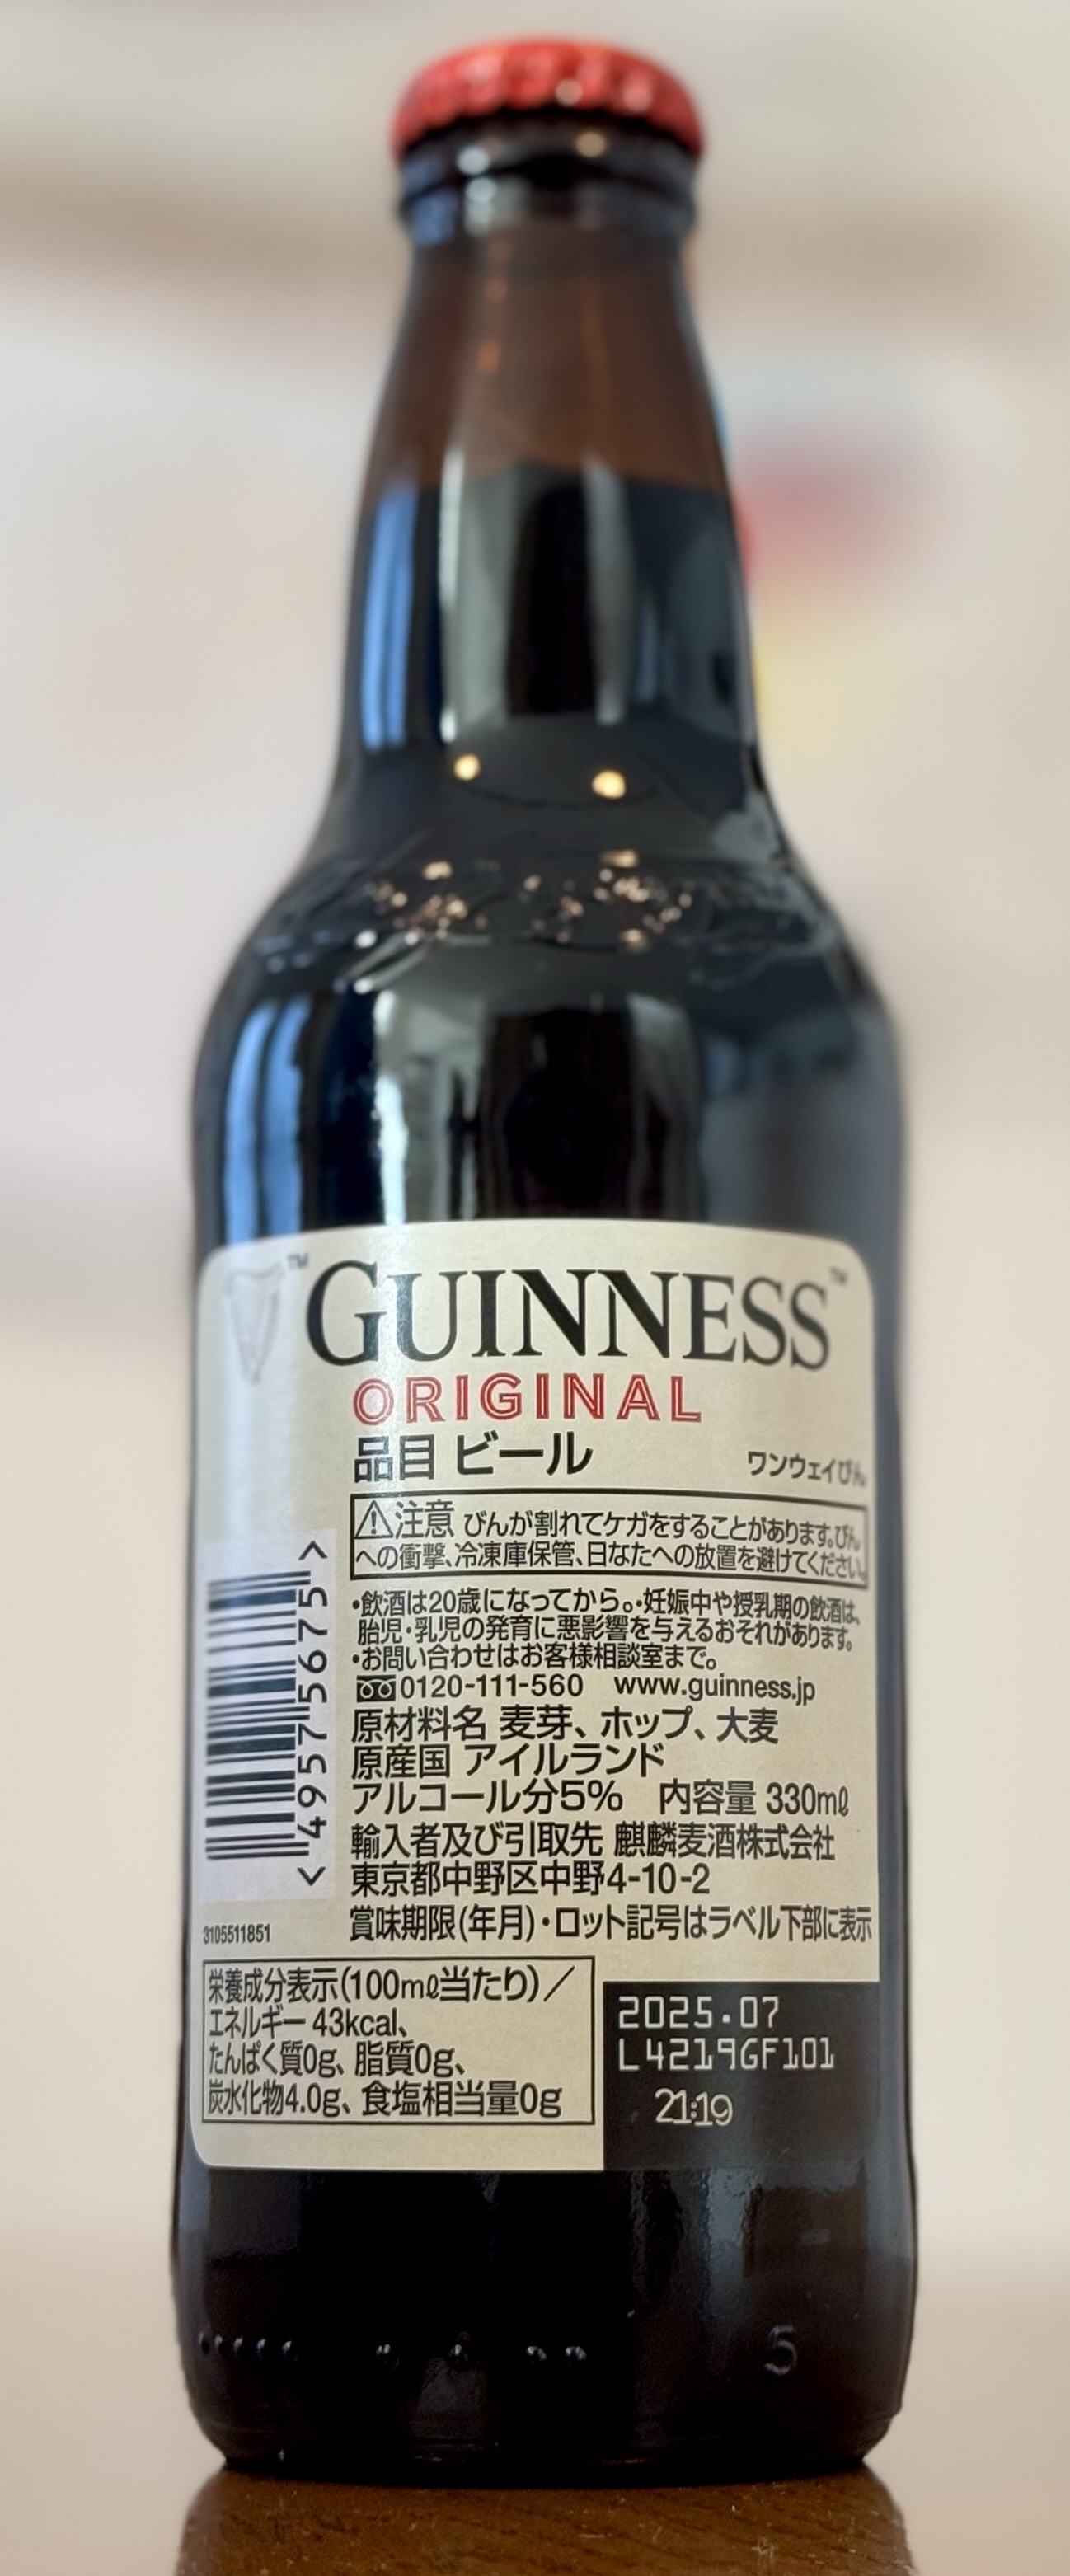 ™ GUINNESS™
ORIGINAL
品目 ビール
ワンウェイびん
⚠注意 びんが割れてケガをすることがあります。びん
への衝撃、冷凍庫保管、日なたへの放置を避けてください。
•飲酒は20歳になってから。•妊娠中や授乳期の飲酒は、
胎児・乳児の発育に悪影響を与えるおそれがあります。
•お問い合わせはお客様相談室まで。
0120-111-560 www.guinness.jp
原材料名 麦芽、ホップ、大麦
原産国 アイルランド
アルコール分5% 内容量 330mℓ
輸入者及び引取先 麒麟麦酒株式会社
東京都中野区中野4-10-2
賞味期限(年月)・ロット記号はラベル下部に表示
<4957 5675>
3105511851
栄養成分表示(100mℓ当たり)／
エネルギー 43kcal、
たんぱく質0g、脂質0g、
炭水化物4.0g、食塩相当量0g
2025.07
L4219GF101
21:19
5